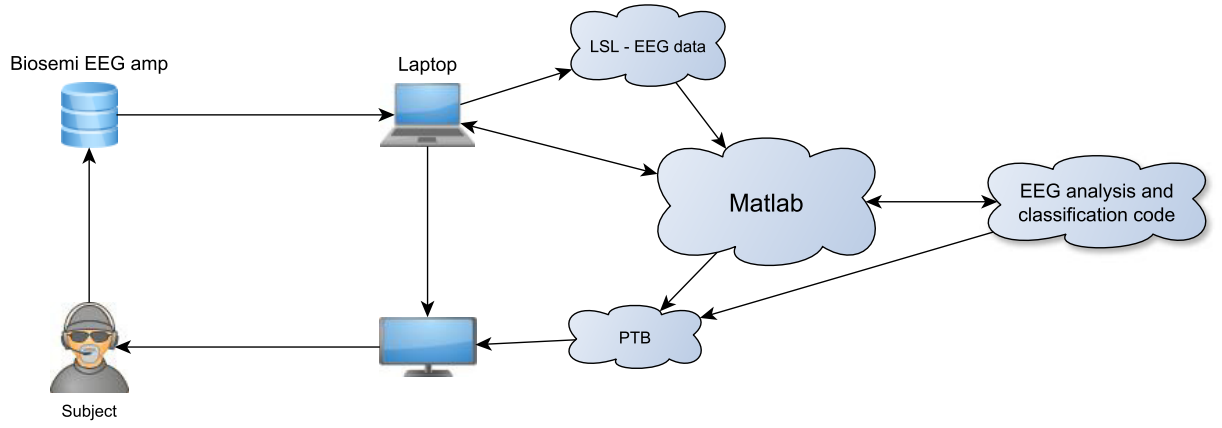 LSL - EEG data
Biosemi EEG amp
Laptop
Matlab
EEG analysis and
classification code
PTB
Subject